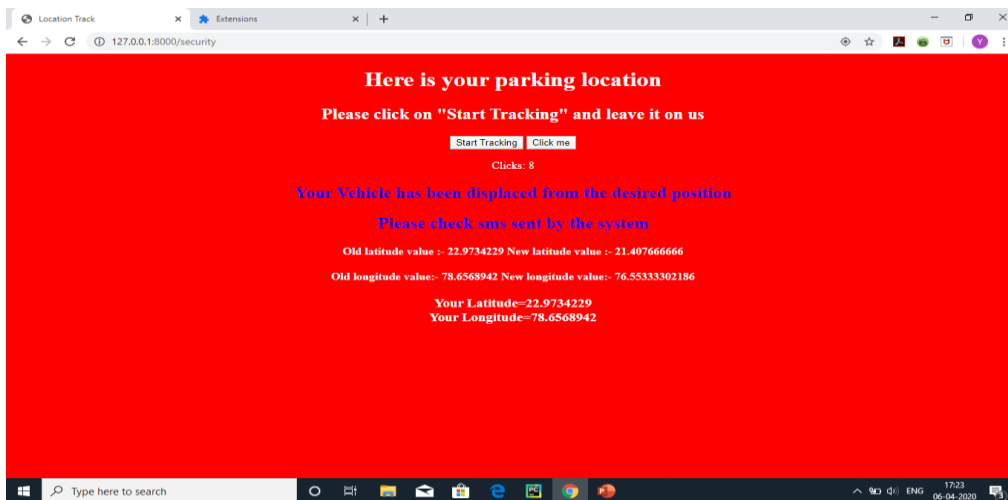 Location Track
Extensions
127.0.0.1:8000/security
Y
Here is your parking location
Please click on "Start Tracking" and leave it on us
Start Tracking Click me
Clicks: 8
Your Vehicle has been displaced from the desired position
Please check sms sent by the system
Old latitude value :- 22.9734229 New latitude value :- 21.407666666
Old longitude value:- 78.6568942 New longitude value:- 76.55333302186
Your Latitude=22.9734229
Your Longitude=78.6568942
Type here to search
PC
ENG
17:23
06-04-2020